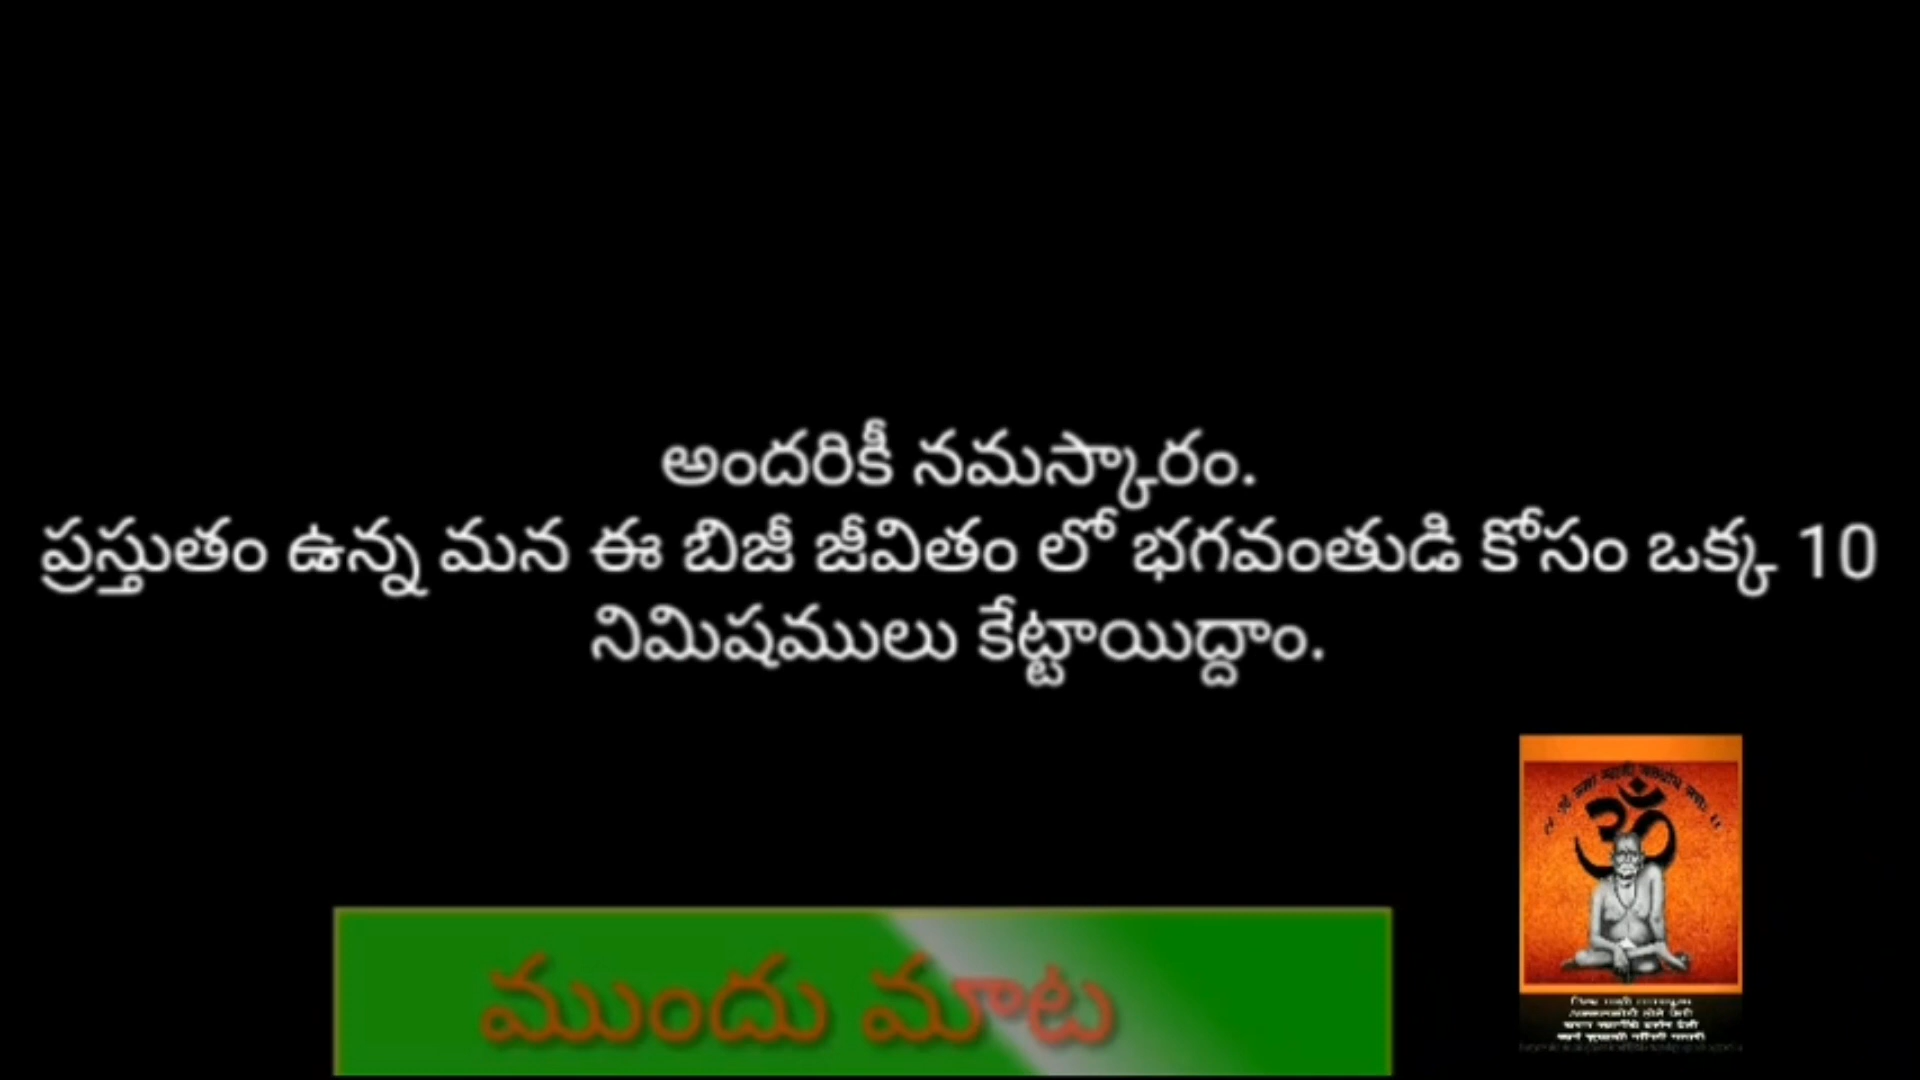 అందరికీ నమస్కారం.
ప్రస్తుతం ఉన్న మన ఈ బిజీ జీవితం లో భగవంతుడి కోసం ఒక్క 10
నిమిషములు కేట్టాయిద్దాం.
ముందు మాట
ॐ